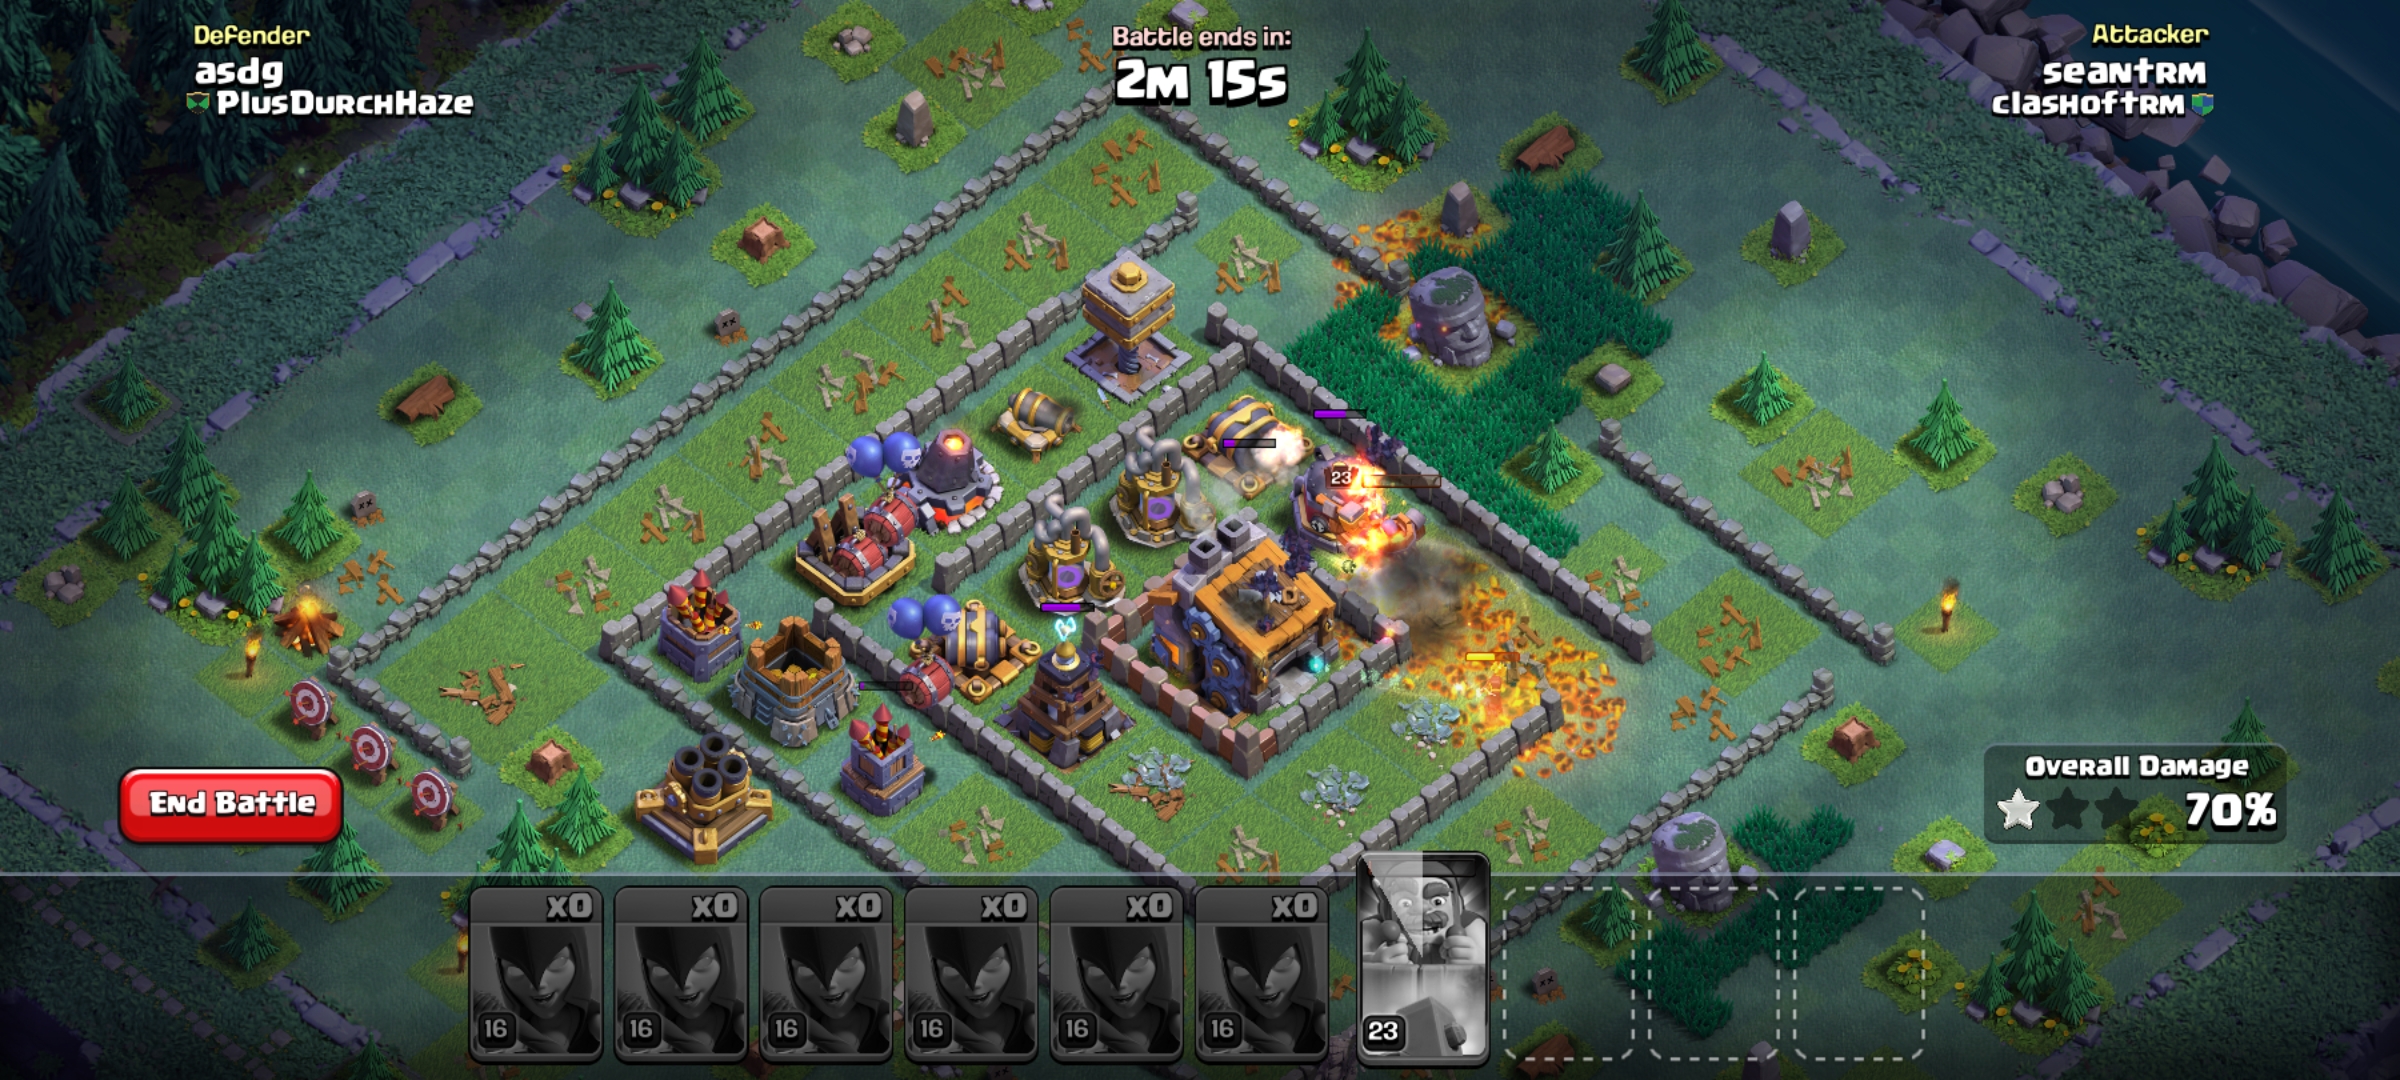 Defender
asdg
PlusDurchHaze
Battle ends in:
2M 15s
Attacker
seantrm
clashoftrm
23
End Battle
Overall Damage
70%
x0
x0
x0
x0
x0
x0
16
16
16
16
16
16
23